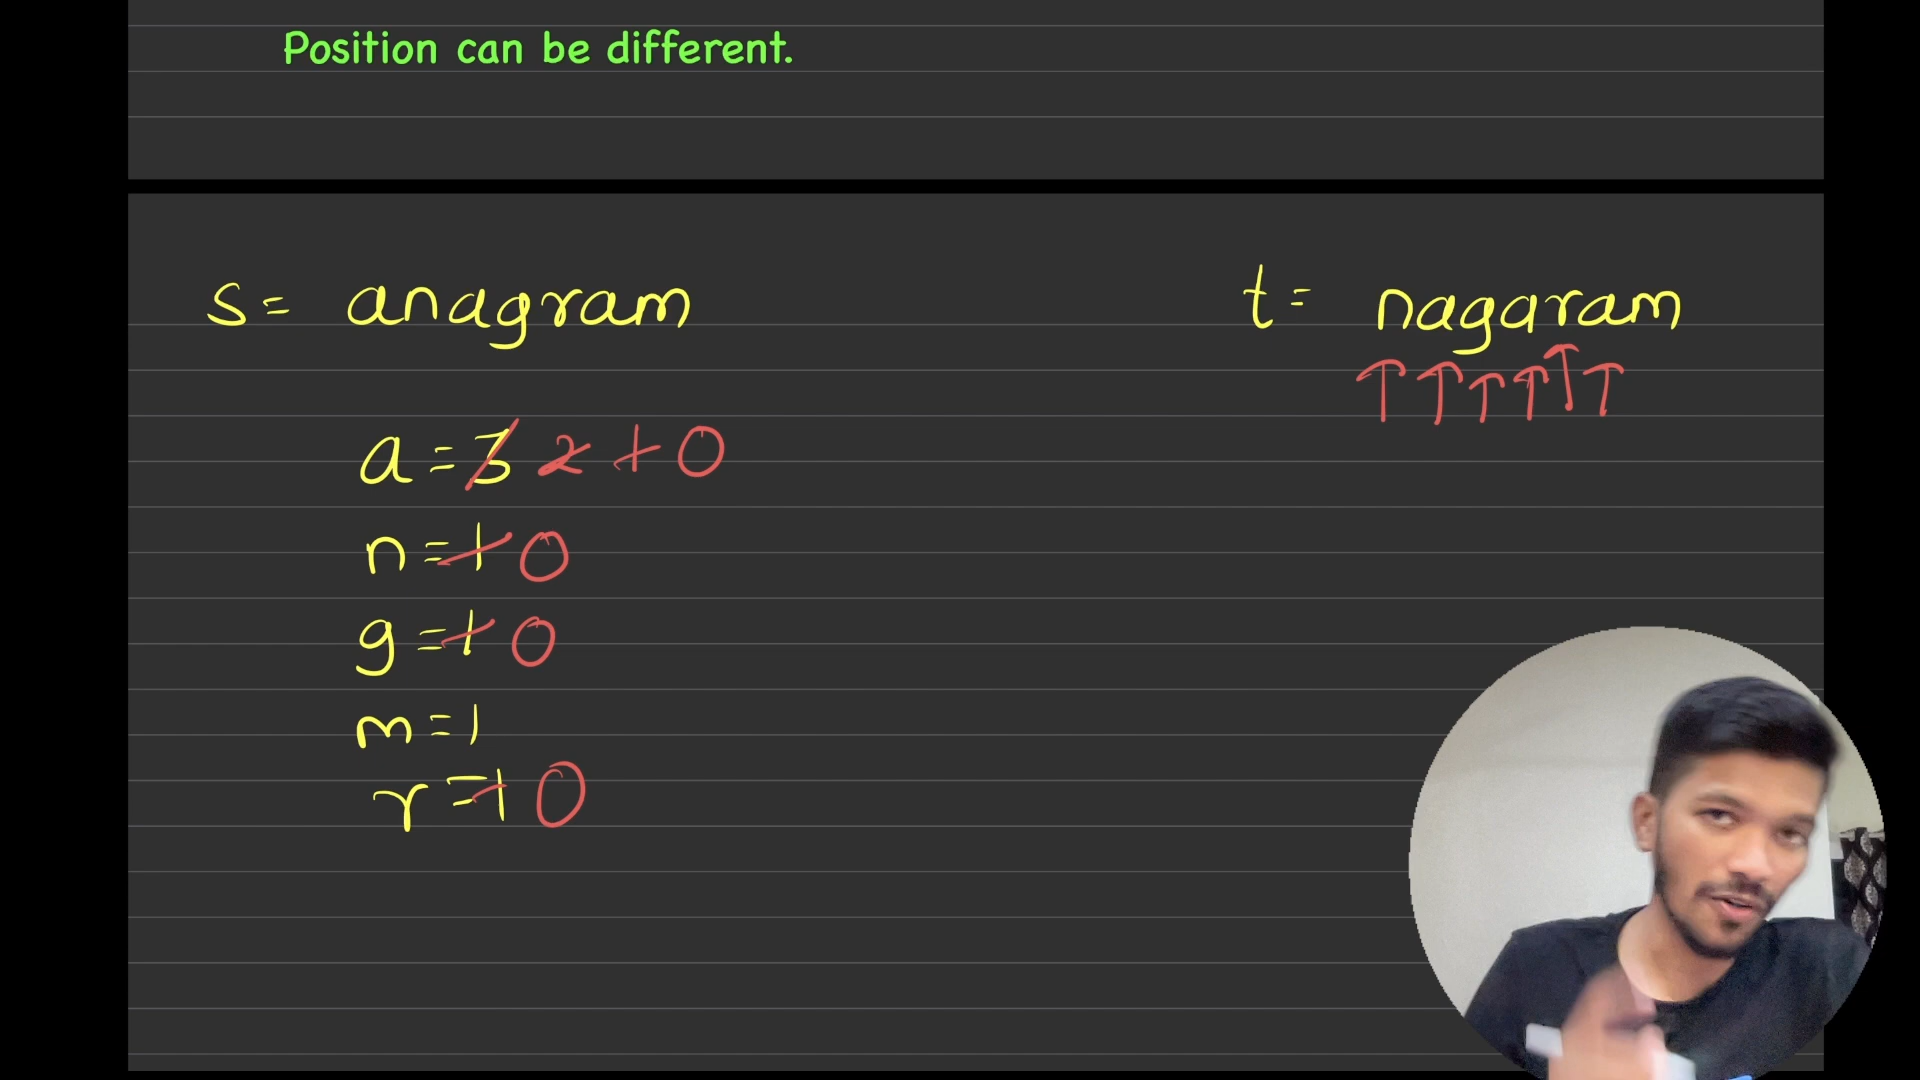 Position can be different.
s= anagram t= nagaram
a=3 2 1 0
n=1 0
g=1 0
m=1
r=1 0